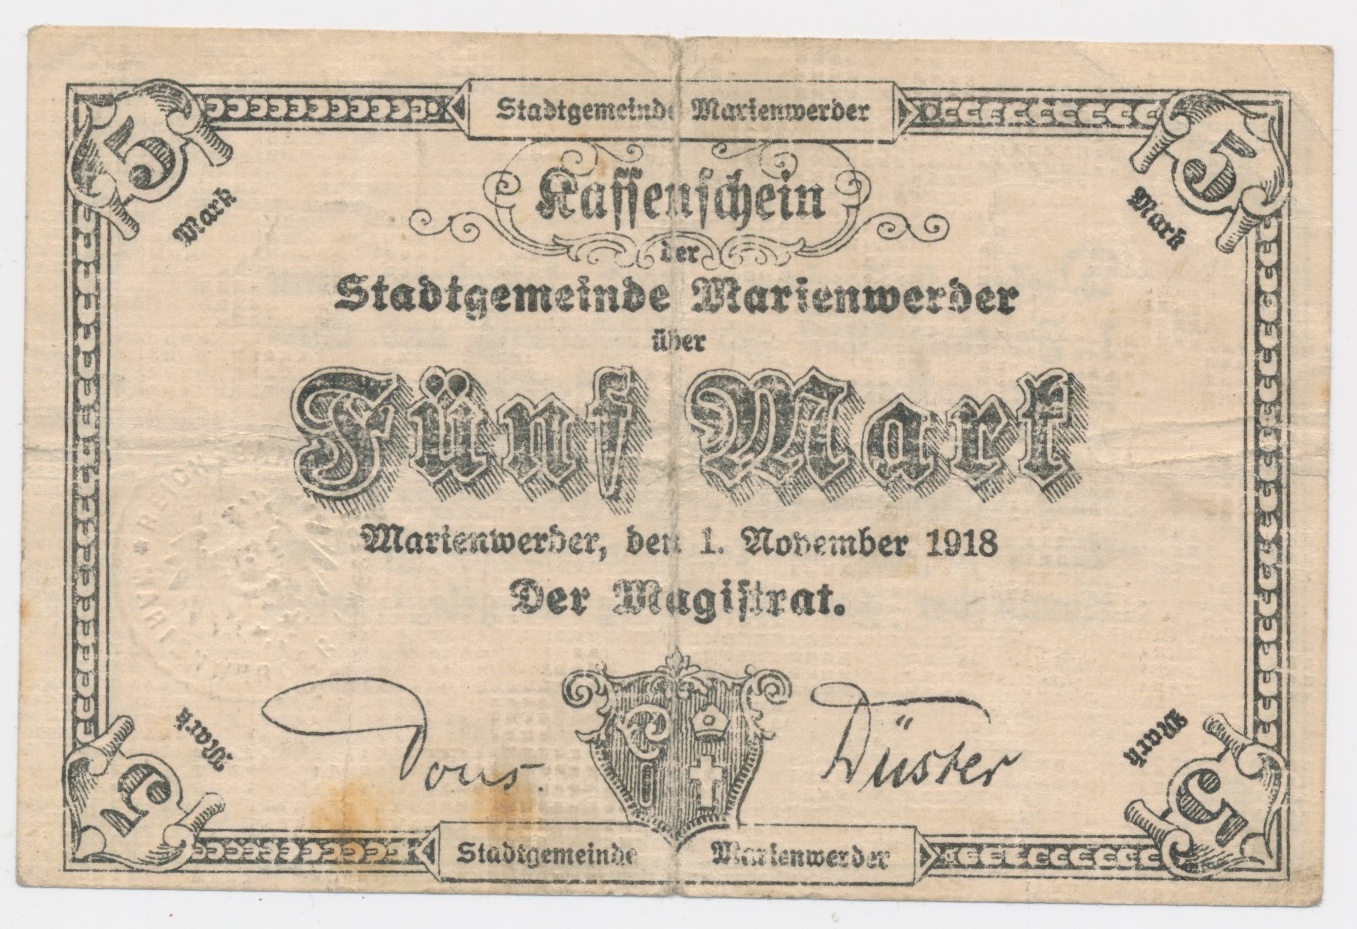 Stadtgemeinde Marienwerder
5 Mark
5 Mark
Kassenschein
der
Stadtgemeinde Marienwerder
über
Fünf Mark
Marienwerder, den 1. November 1918
Der Magistrat.
Düster
5 Mark
5 Mark
Stadtgemeinde Marienwerder